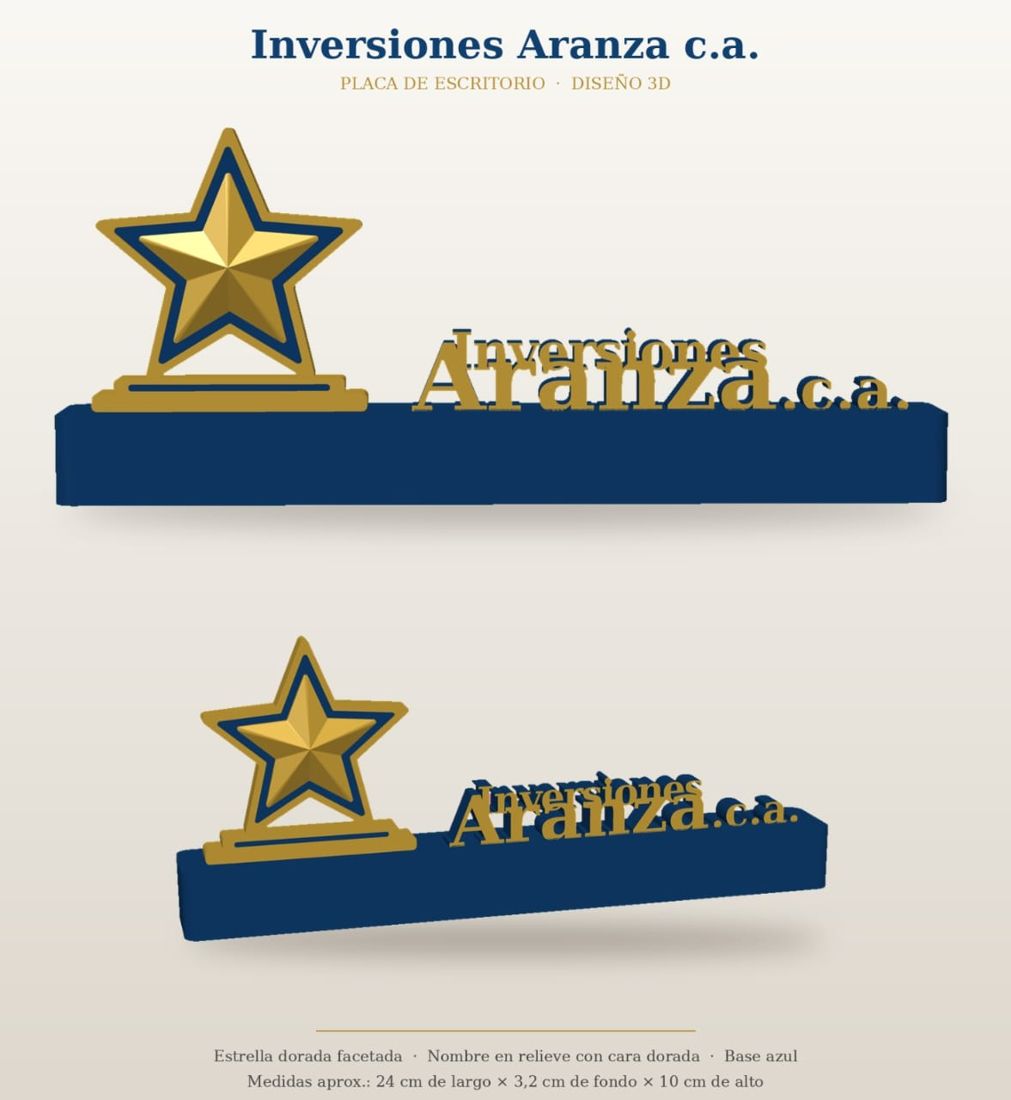 Inversiones Aranza c.a.
PLACA DE ESCRITORIO · DISEÑO 3D
Inversiones
Aranza.c.a.
Inversiones
Aranza.c.a.
Estrella dorada facetada · Nombre en relieve con cara dorada · Base azul
Medidas aprox.: 24 cm de largo × 3,2 cm de fondo × 10 cm de alto